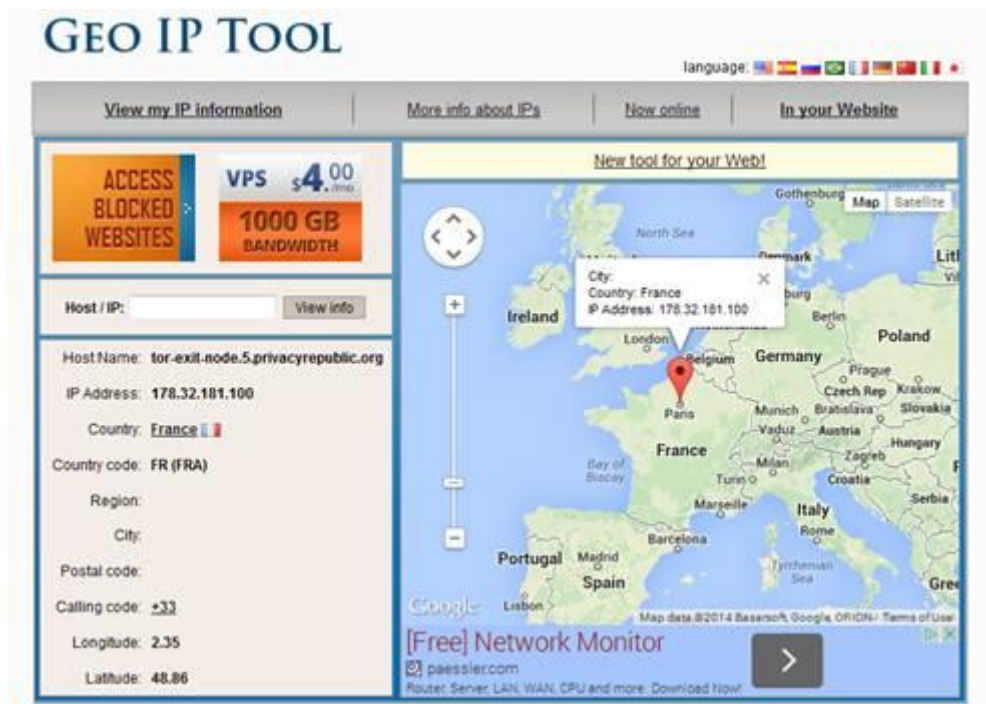 GEO IP TOOL
language:
View my IP information
More info about IPs
Now online
In your Website
ACCESS
BLOCKED
WEBSITES
VPS $4.00/mo
1000 GB
BANDWIDTH
New tool for your Web!
Host / IP:
View info
Host Name: tor-exit-node.5.privacyrepublic.org
IP Address: 178.32.181.100
Country: France
Country code: FR (FRA)
Region:
City:
Postal code:
Calling code: +33
Longitude: 2.35
Latitude: 48.86
Map
Satellite
Gothenburg
North Sea
Denmark
City:
Country: France
IP Address: 178.32.181.100
Ireland
Berlin
London
Poland
Belgium
Germany
Prague
Czech Rep
Krakow
Paris
Munich
Bratislava
Slovakia
Vaduz
Austria
Hungary
France
Zagreb
Bay of
Biscay
Milan
Turin
Croatia
Serbia
Marseille
Italy
Rome
Barcelona
Portugal
Madrid
Spain
Tyrrhenian
Sea
Lisbon
Google
Map data ©2014 Basarsoft, Google, ORION-
Terms of Use
[Free] Network Monitor
paessler.com
Router, Server, LAN, WAN, CPU and more. Download Now!